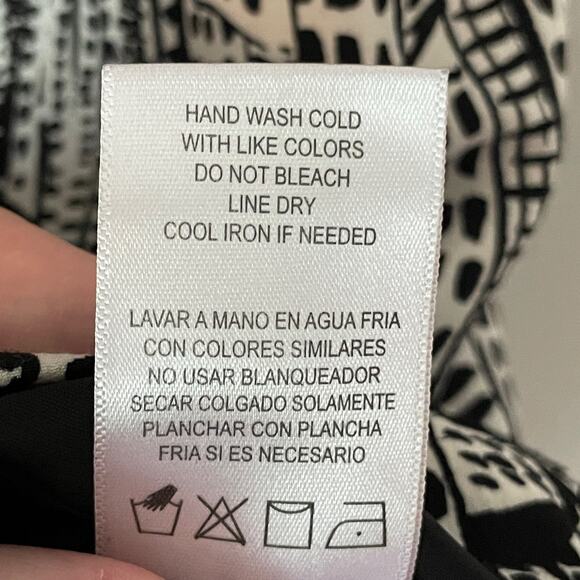 HAND WASH COLD
WITH LIKE COLORS
DO NOT BLEACH
LINE DRY
COOL IRON IF NEEDED
LAVAR A MANO EN AGUA FRIA
CON COLORES SIMILARES
NO USAR BLANQUEADOR
SECAR COLGADO SOLAMENTE
PLANCHAR CON PLANCHA
FRIA SI ES NECESARIO